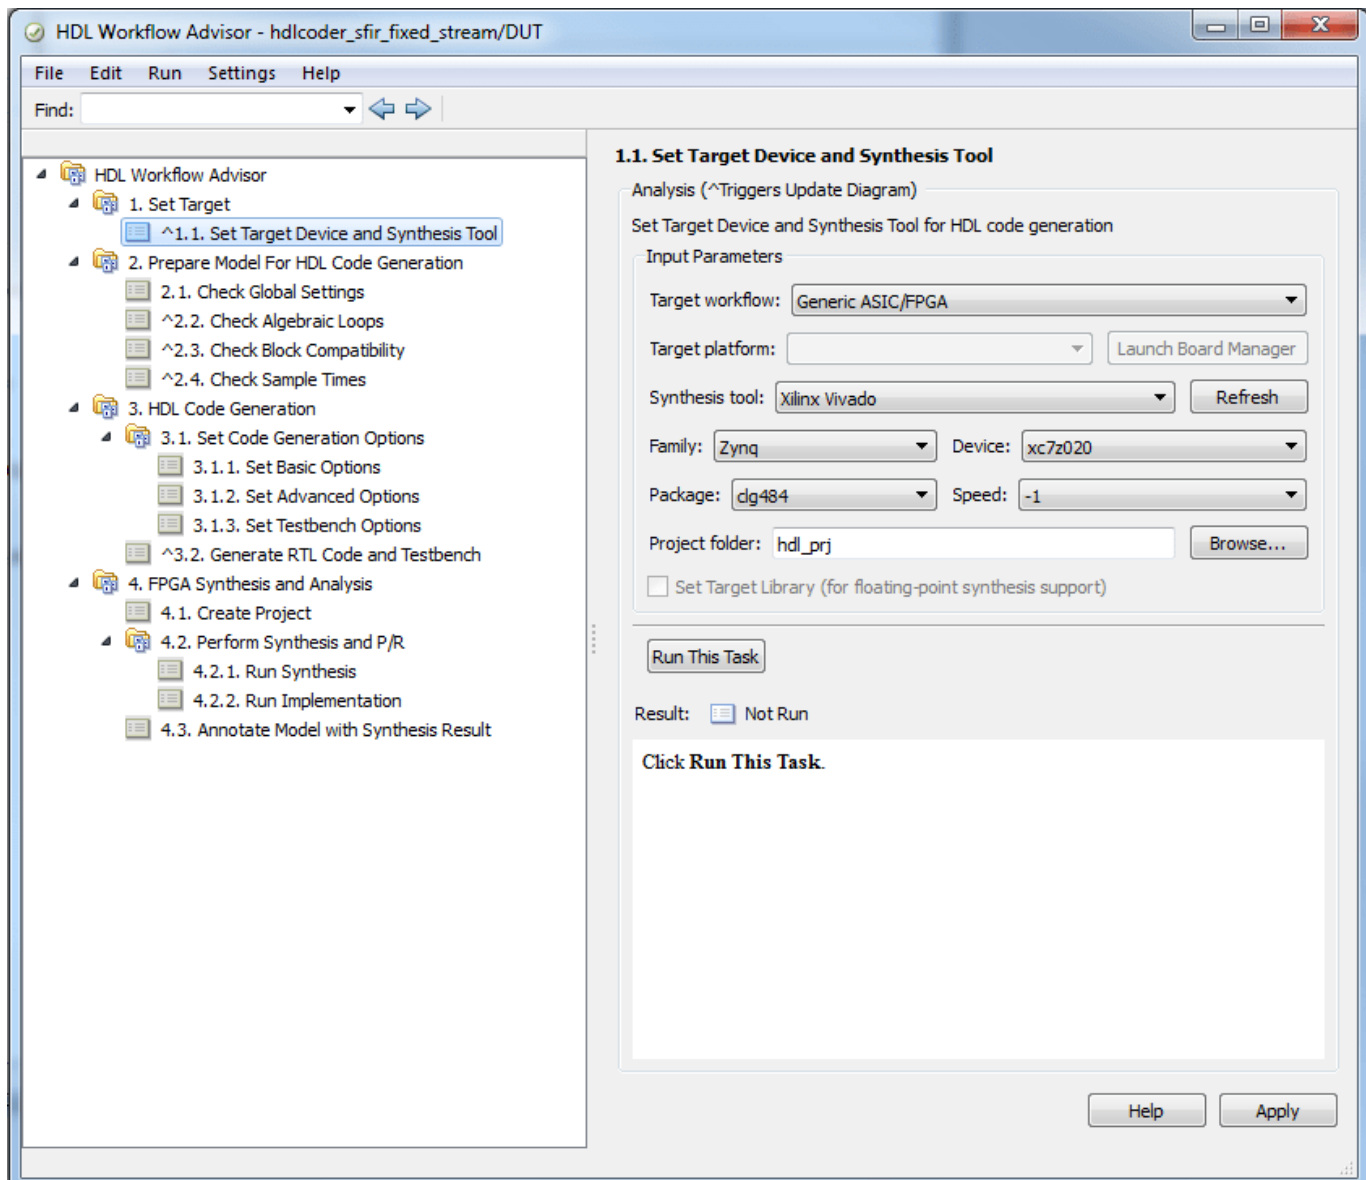 HDL Workflow Advisor - hdlcoder_sfir_fixed_stream/DUT
File Edit Run Settings Help
Find:
HDL Workflow Advisor
1. Set Target
^1.1. Set Target Device and Synthesis Tool
2. Prepare Model For HDL Code Generation
2.1. Check Global Settings
^2.2. Check Algebraic Loops
^2.3. Check Block Compatibility
^2.4. Check Sample Times
3. HDL Code Generation
3.1. Set Code Generation Options
3.1.1. Set Basic Options
3.1.2. Set Advanced Options
3.1.3. Set Testbench Options
^3.2. Generate RTL Code and Testbench
4. FPGA Synthesis and Analysis
4.1. Create Project
4.2. Perform Synthesis and P/R
4.2.1. Run Synthesis
4.2.2. Run Implementation
4.3. Annotate Model with Synthesis Result
1.1. Set Target Device and Synthesis Tool
Analysis (^Triggers Update Diagram)
Set Target Device and Synthesis Tool for HDL code generation
Input Parameters
Target workflow: Generic ASIC/FPGA
Target platform: Launch Board Manager
Synthesis tool: Xilinx Vivado Refresh
Family: Zynq Device: xc7z020
Package: clg484 Speed: -1
Project folder: hdl_prj Browse...
Set Target Library (for floating-point synthesis support)
Run This Task
Result: Not Run
Click Run This Task.
Help Apply